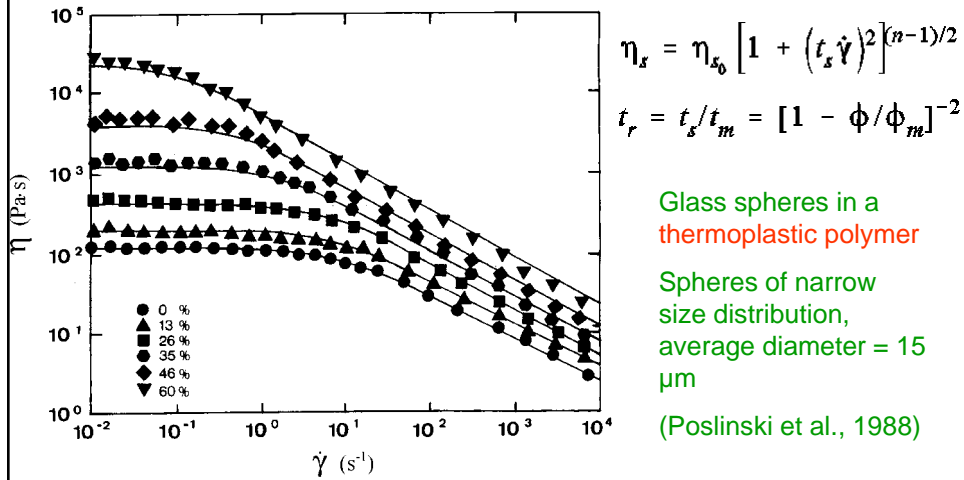 10^5
10^4
10^3
10^2
10^1
10^0
η (Pa·s)
● 0 %
▲ 13 %
■ 26 %
⬢ 35 %
◆ 46 %
▼ 60 %
10^-2 10^-1 10^0 10^1 10^2 10^3 10^4
γ̇ (s^-1)
η_s = η_{s_0} [1 + (t_s γ̇)^2]^{(n-1)/2}
t_r = t_s/t_m = [1 - ϕ/ϕ_m]^{-2}
Glass spheres in a
thermoplastic polymer
Spheres of narrow
size distribution,
average diameter = 15
µm
(Poslinski et al., 1988)